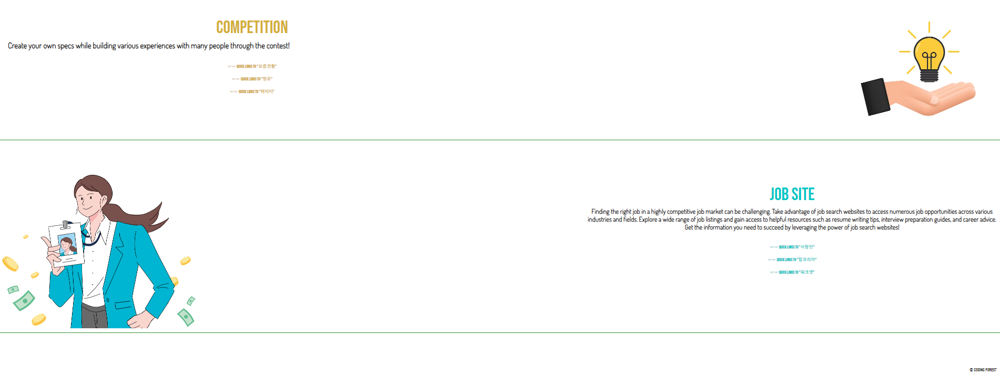 COMPETITION
Create your own specs while building various experiences with many people through the contest!
QUICK LINKS TO "요즘것들"
QUICK LINKS TO "씽유"
QUICK LINKS TO "위비티"
JOB SITE
Finding the right job in a highly competitive job market can be challenging. Take advantage of job search websites to access numerous job opportunities across various
industries and fields. Explore a wide range of job listings and gain access to helpful resources such as resume writing tips, interview preparation guides, and career advice.
Get the information you need to succeed by leveraging the power of job search websites!
QUICK LINKS TO "사람인"
QUICK LINKS TO "잡코리아"
QUICK LINKS TO "워크넷"
© CODING FOREST